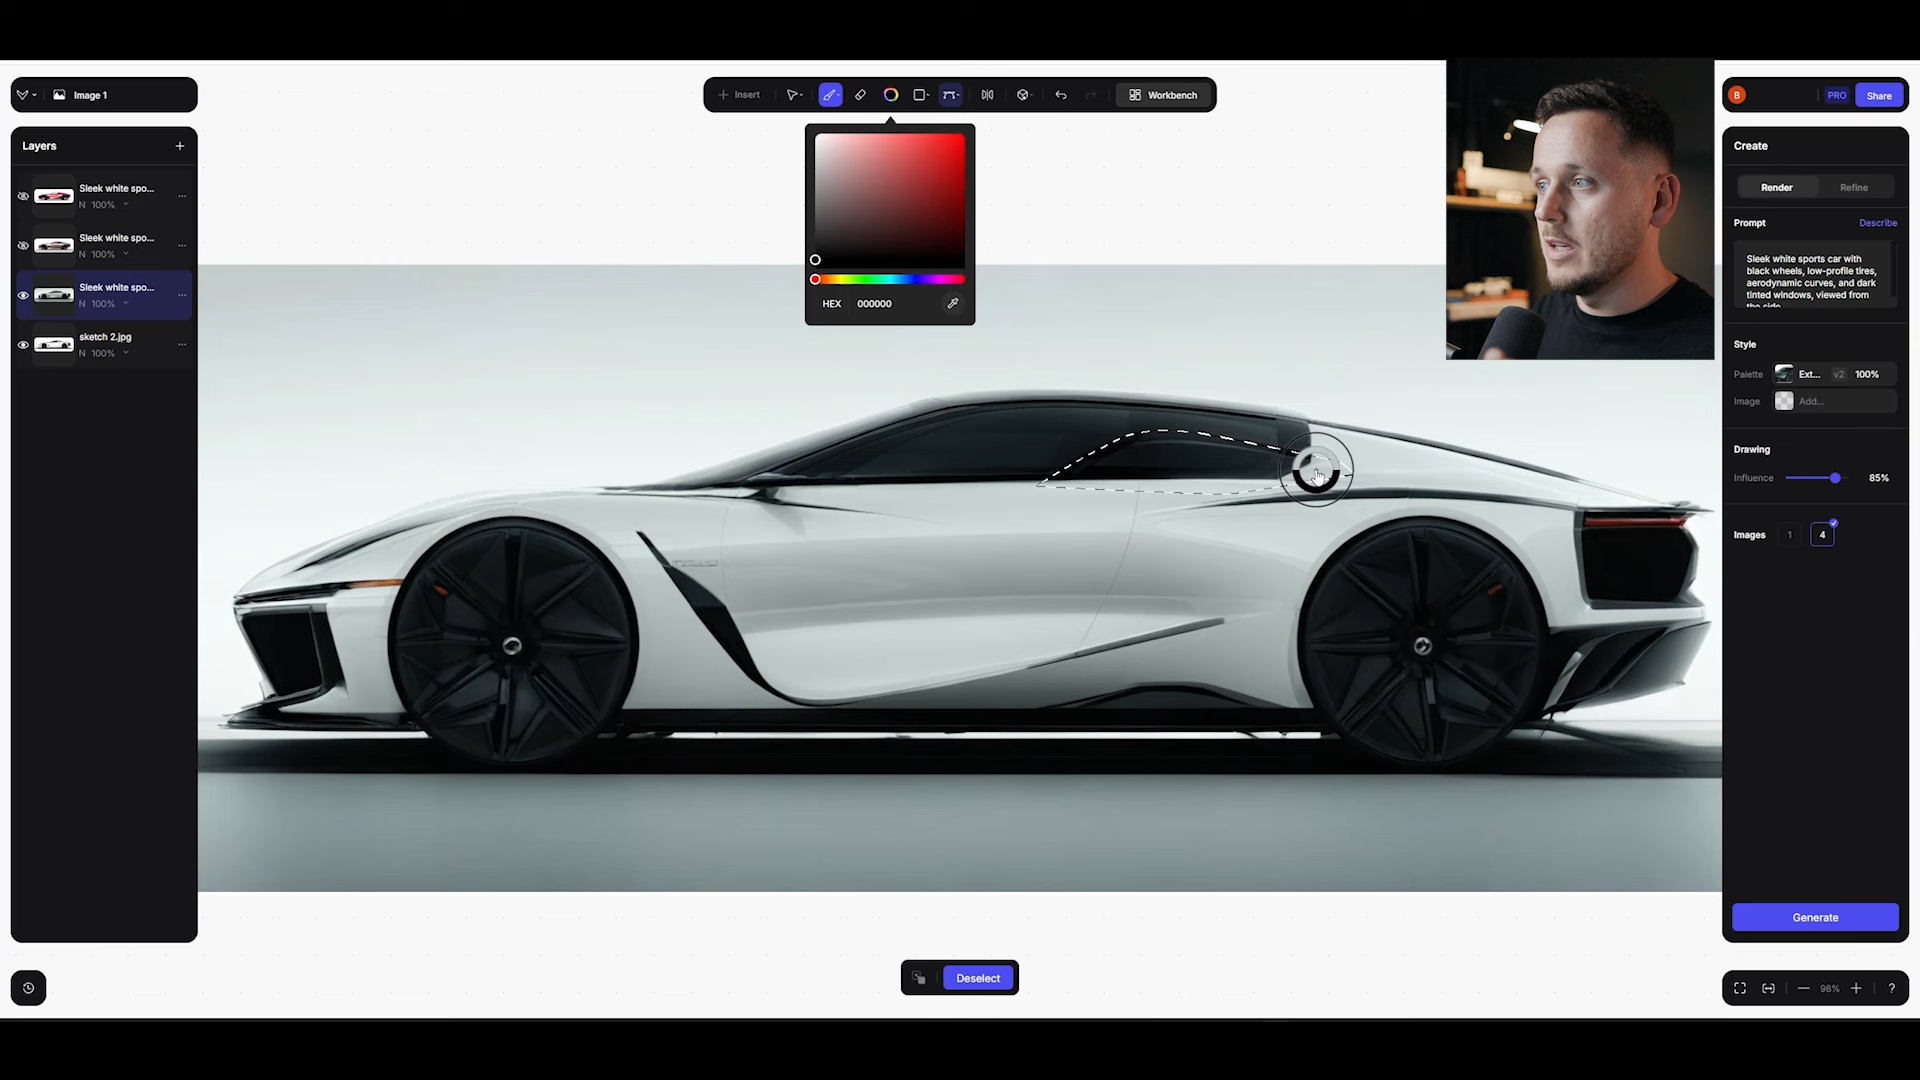 Image 1
Insert
Workbench
B
PRO
Share
Layers
+
Sleek white spo...
N 100%
Sleek white spo...
N 100%
Sleek white spo...
N 100%
sketch 2.jpg
N 100%
HEX 000000
Create
Render
Refine
Prompt
Describe
Sleek white sports car with
black wheels, low-profile tires,
aerodynamic curves, and dark
tinted windows, viewed from
the side
Style
Palette Ext... v2 100%
Image Add...
Drawing
Influence 85%
Images 1 4
Generate
Deselect
98%
?